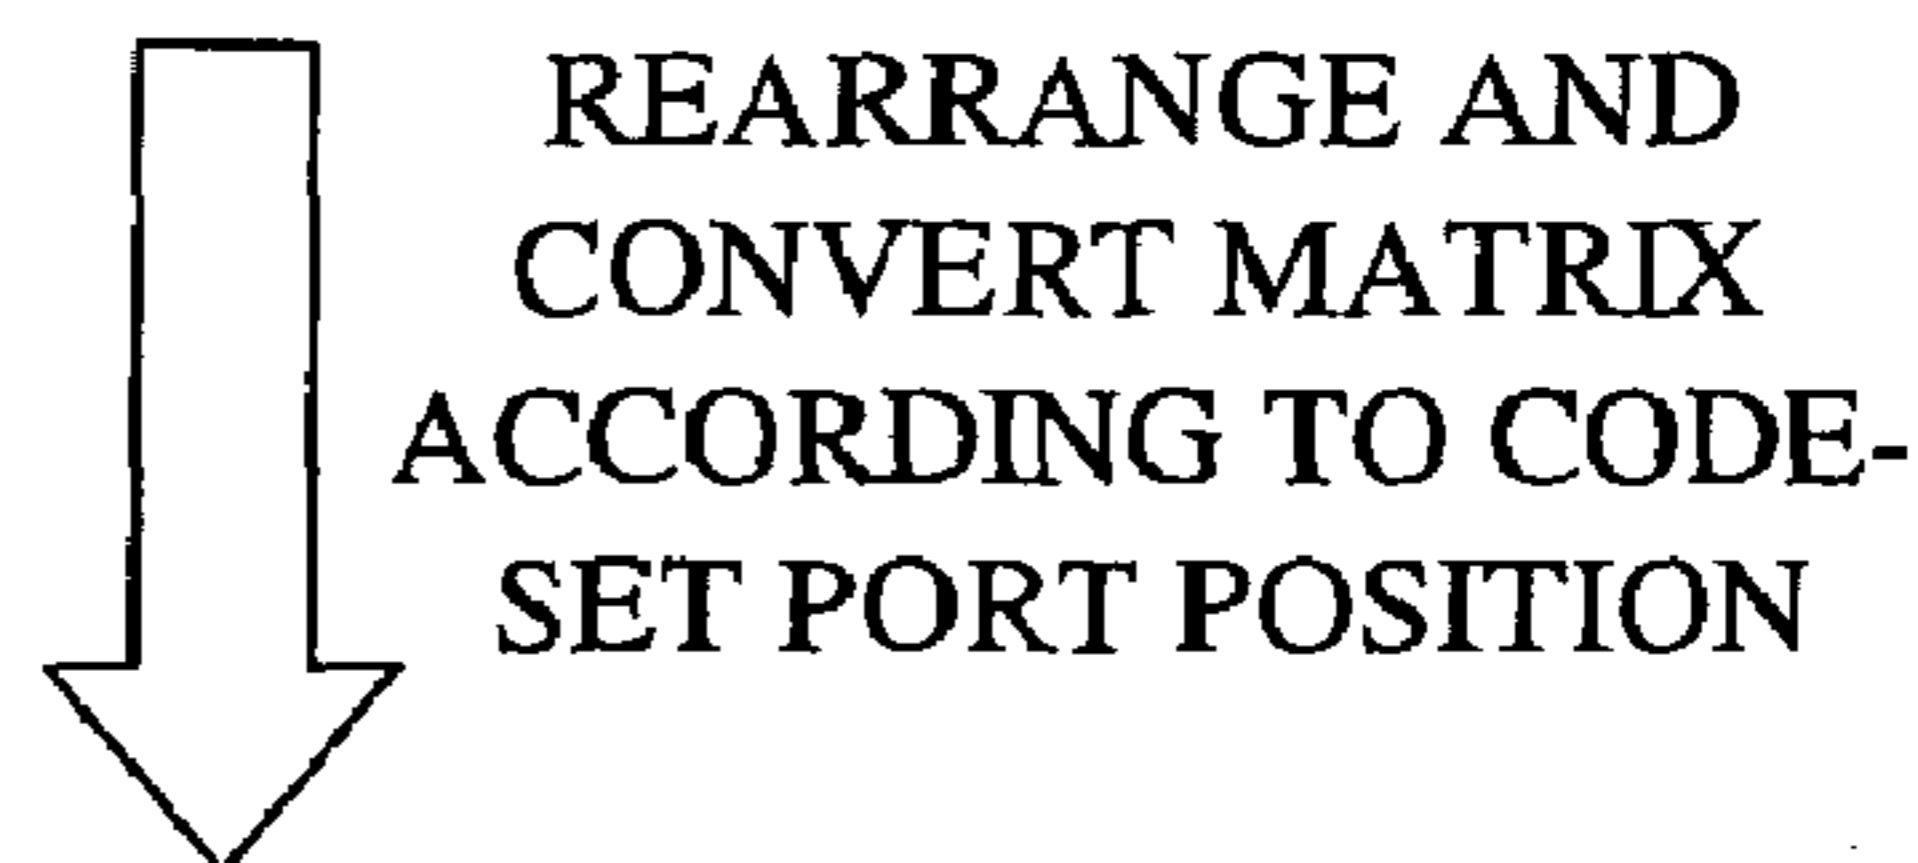 REARRANGE AND
CONVERT MATRIX
ACCORDING TO CODE-
SET PORT POSITION